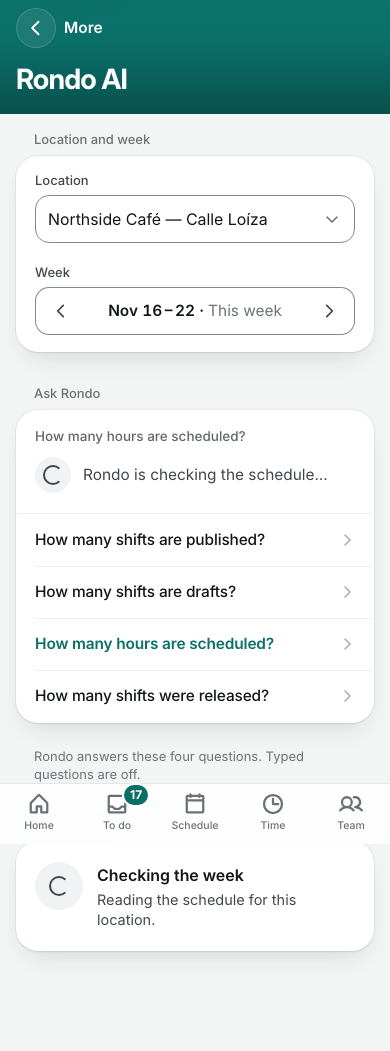 More
Rondo AI
Location and week
Location
Northside Café — Calle Loíza
Week
Nov 16 – 22 · This week
Ask Rondo
How many hours are scheduled?
Rondo is checking the schedule...
How many shifts are published?
How many shifts are drafts?
How many hours are scheduled?
How many shifts were released?
Rondo answers these four questions. Typed
questions are off.
17
Home To do Schedule Time Team
Checking the week
Reading the schedule for this
location.